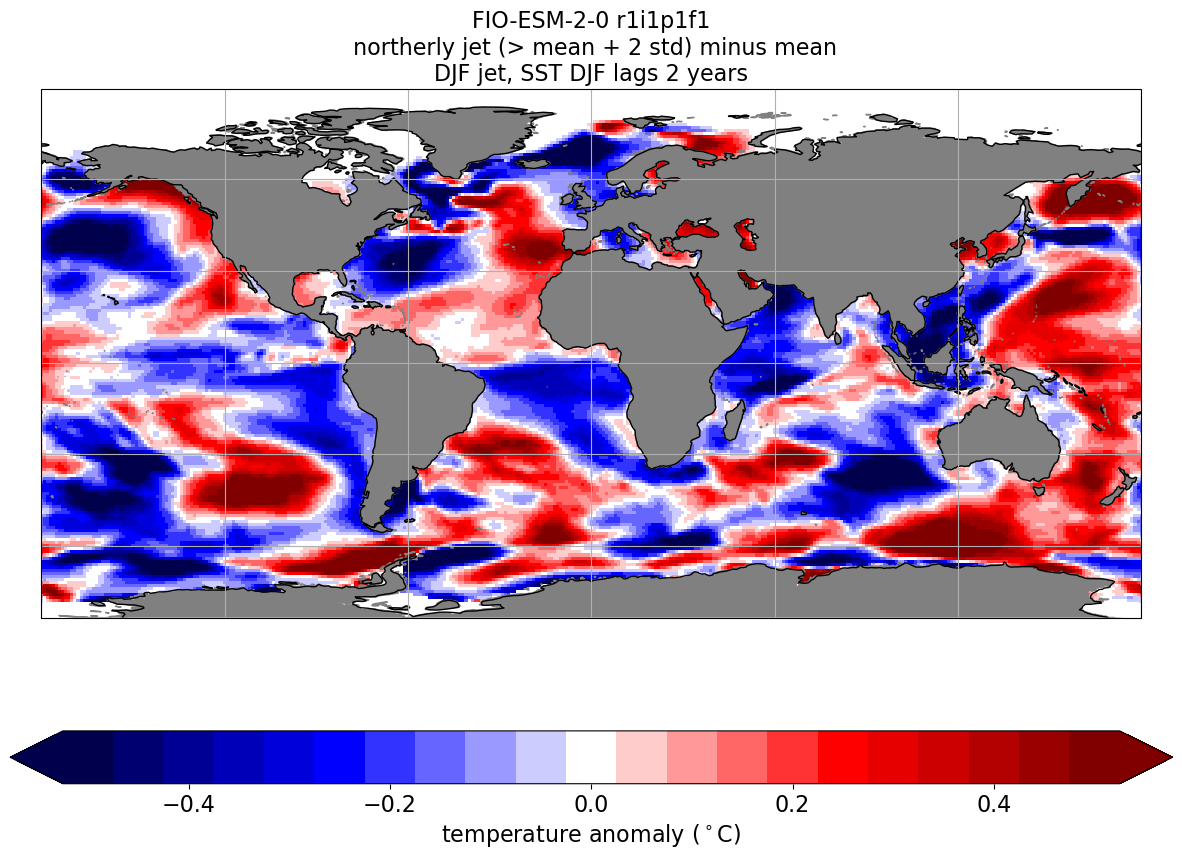 FIO-ESM-2-0 r1i1p1f1
northerly jet (> mean + 2 std) minus mean
DJF jet, SST DJF lags 2 years
−0.4 −0.2 0.0 0.2 0.4
temperature anomaly (°C)